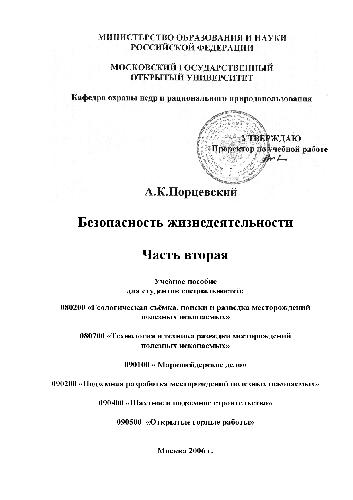 МИНИСТЕРСТВО ОБРАЗОВАНИЯ И НАУКИ
РОССИЙСКОЙ ФЕДЕРАЦИИ
МОСКОВСКИЙ ГОСУДАРСТВЕННЫЙ
ОТКРЫТЫЙ УНИВЕРСИТЕТ
Кафедра охраны недр и рационального природопользования
УТВЕРЖДАЮ
Проректор по учебной работе
А.К.Порцевский
Безопасность жизнедеятельности
Часть вторая
Учебное пособие
для студентов специальностей:
080200 «Геологическая съёмка, поиски и разведка месторождений
полезных ископаемых»
080700 «Технология и техника разведки месторождений
полезных ископаемых»
090100 «Маркшейдерское дело»
090200 «Подземная разработка месторождений полезных ископаемых»
090400 «Шахтное и подземное строительство»
090500 «Открытые горные работы»
Москва 2006 г.